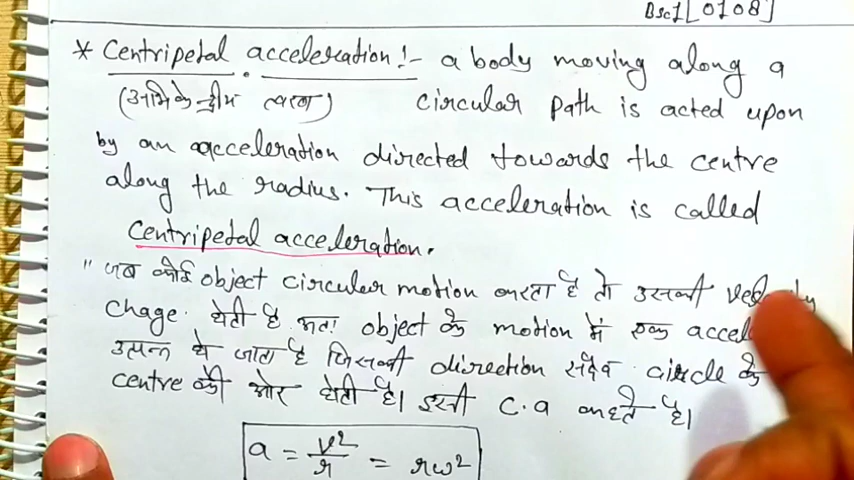 Bsc1[0108]
* Centripetal acceleration :- a body moving along a
(अभिकेन्द्रीय त्वरण) circular path is acted upon
by an acceleration directed towards the centre
along the radius. This acceleration is called
Centripetal acceleration.
" जब कोई object circular motion करता है तो उसकी
chage होती है अतः object के motion में एक
उत्पन्न हो जाता है जिसकी direction सदैव circle के
centre की ओर होती है। इसी C.a कहते है।
a = v²/r = rω²